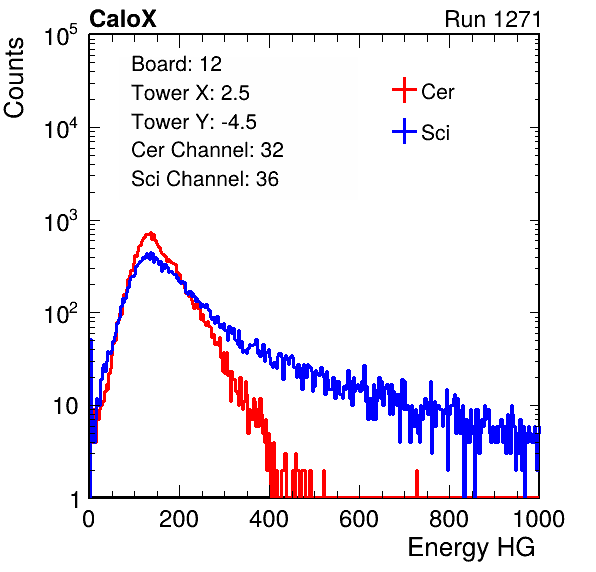 CaloX Run 1271
Counts
10^5
10^4
10^3
10^2
10
1
Board: 12
Tower X: 2.5
Tower Y: -4.5
Cer Channel: 32
Sci Channel: 36
Cer
Sci
0 200 400 600 800 1000
Energy HG